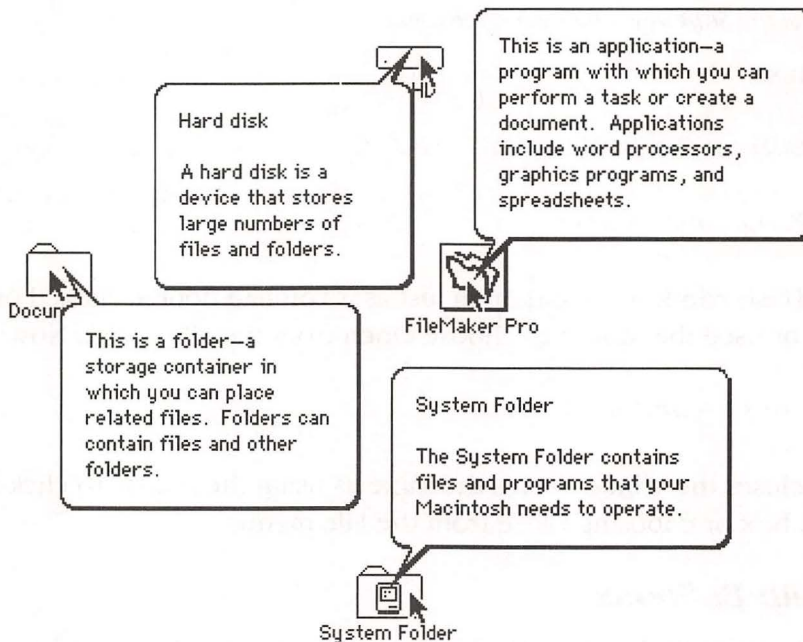 Hard disk
A hard disk is a
device that stores
large numbers of
files and folders.
This is an application—a
program with which you can
perform a task or create a
document. Applications
include word processors,
graphics programs, and
spreadsheets.
FileMaker Pro
This is a folder—a
storage container in
which you can place
related files. Folders can
contain files and other
folders.
System Folder
The System Folder contains
files and programs that your
Macintosh needs to operate.
System Folder